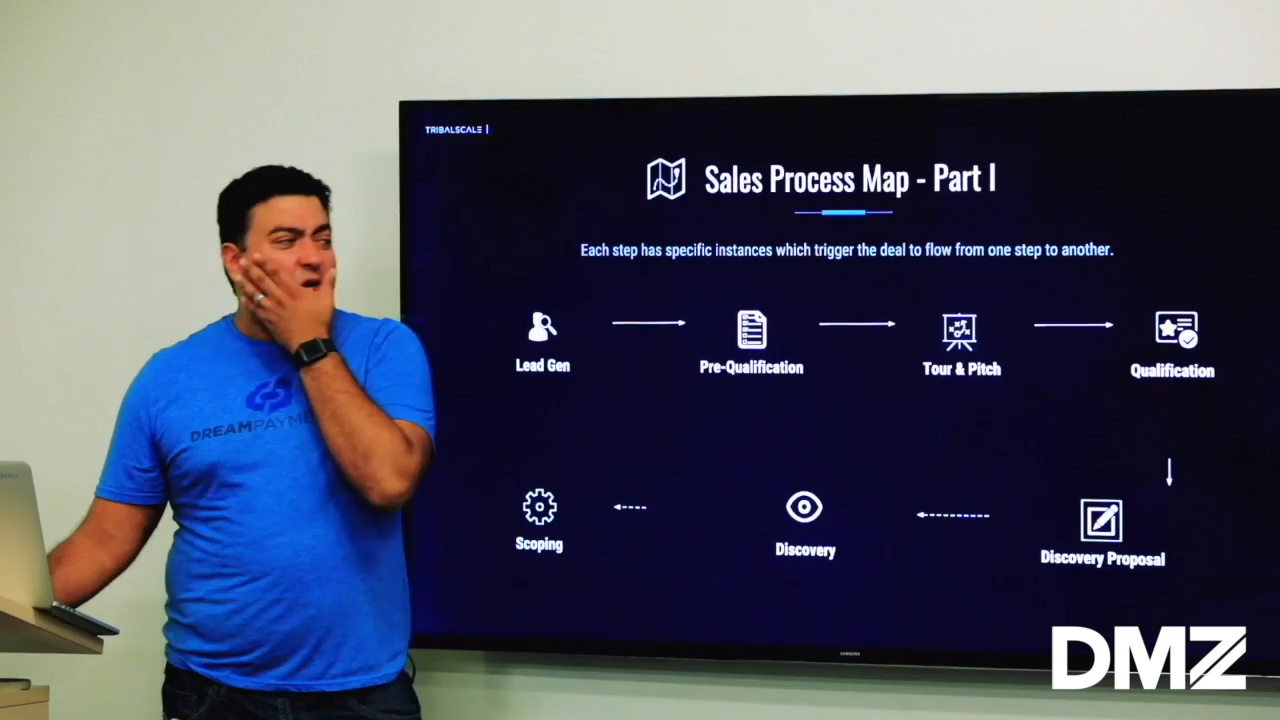 TRIBALSCALE
Sales Process Map - Part I
Each step has specific instances which trigger the deal to flow from one step to another.
Lead Gen
Pre-Qualification
Tour & Pitch
Qualification
Scoping
Discovery
Discovery Proposal
DREAMPAYME
SAMSUNG
DMZ